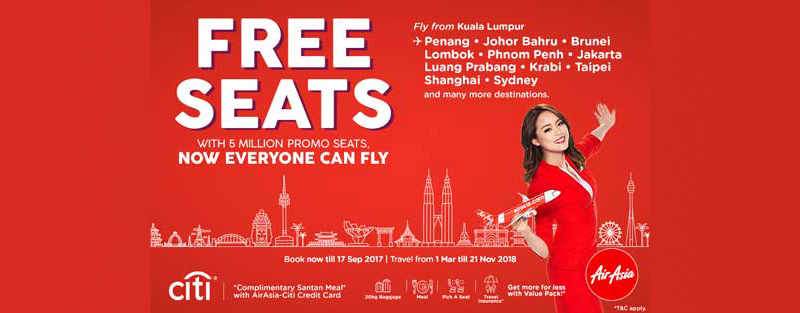 FREE
SEATS
WITH 5 MILLION PROMO SEATS,
NOW EVERYONE CAN FLY
Fly from Kuala Lumpur
Penang • Johor Bahru • Brunei
Lombok • Phnom Penh • Jakarta
Luang Prabang • Krabi • Taipei
Shanghai • Sydney
and many more destinations.
airasia.com
Book now till 17 Sep 2017 | Travel from 1 Mar till 21 Nov 2018
citi
"Complimentary Santan Meal"
with AirAsia-Citi Credit Card
20kg Baggage
Meal
Pick A Seat
Travel
Insurance*
Get more for less
with Value Pack!*
AirAsia
*T&C apply.